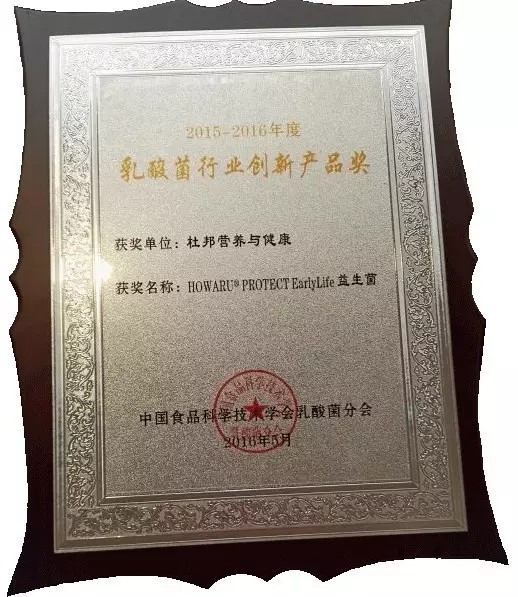 2015-2016年度
乳酸菌行业创新产品奖
获奖单位：杜邦营养与健康
获奖名称：HOWARU® PROTECT EarlyLife 益生菌
中国食品科学技术学会乳酸菌分会
2016年5月